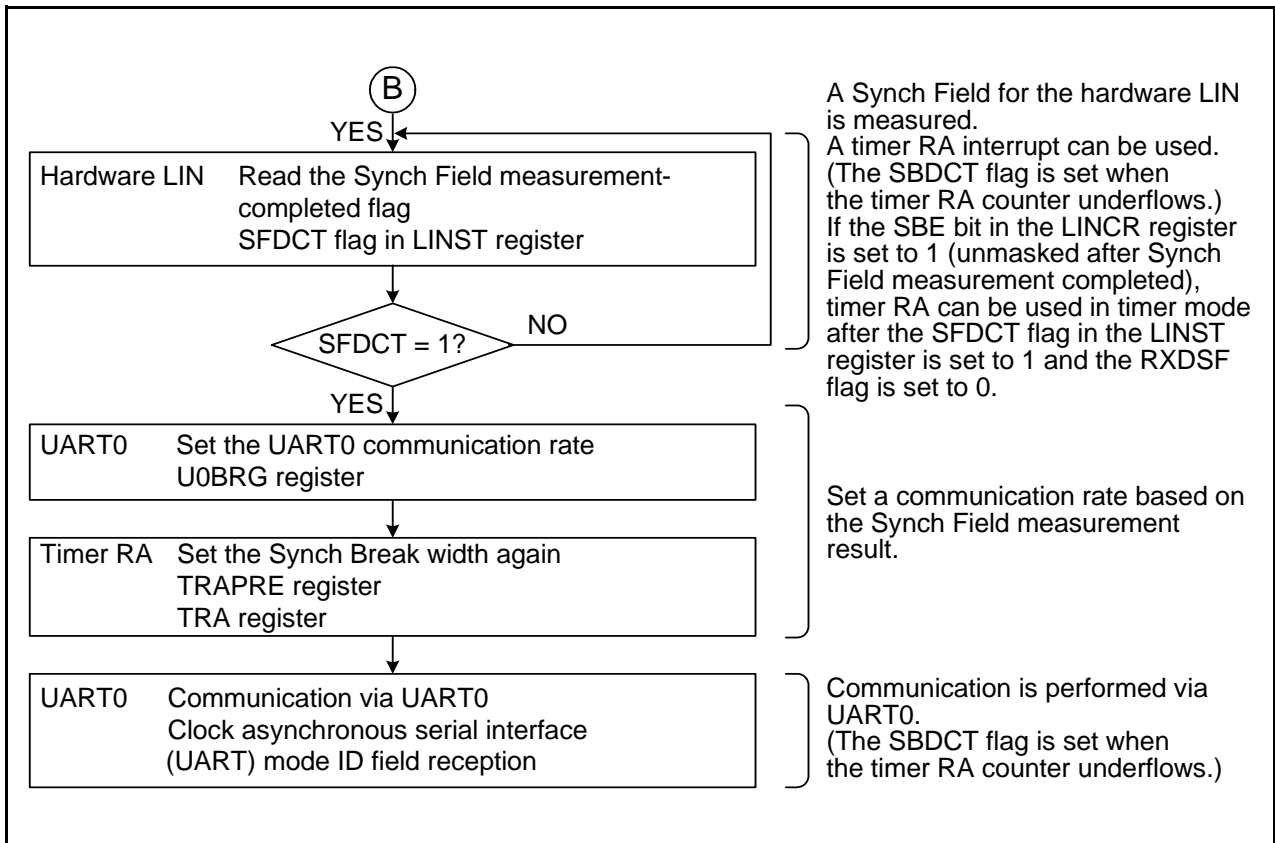 B
YES
Hardware LIN Read the Synch Field measurement-
completed flag
SFDCT flag in LINST register
SFDCT = 1?
NO
A Synch Field for the hardware LIN
is measured.
A timer RA interrupt can be used.
(The SBDCT flag is set when
the timer RA counter underflows.)
If the SBE bit in the LINCR register
is set to 1 (unmasked after Synch
Field measurement completed),
timer RA can be used in timer mode
after the SFDCT flag in the LINST
register is set to 1 and the RXDSF
flag is set to 0.
YES
UART0 Set the UART0 communication rate
U0BRG register
Timer RA Set the Synch Break width again
TRAPRE register
TRA register
Set a communication rate based on
the Synch Field measurement
result.
UART0 Communication via UART0
Clock asynchronous serial interface
(UART) mode ID field reception
Communication is performed via
UART0.
(The SBDCT flag is set when
the timer RA counter underflows.)